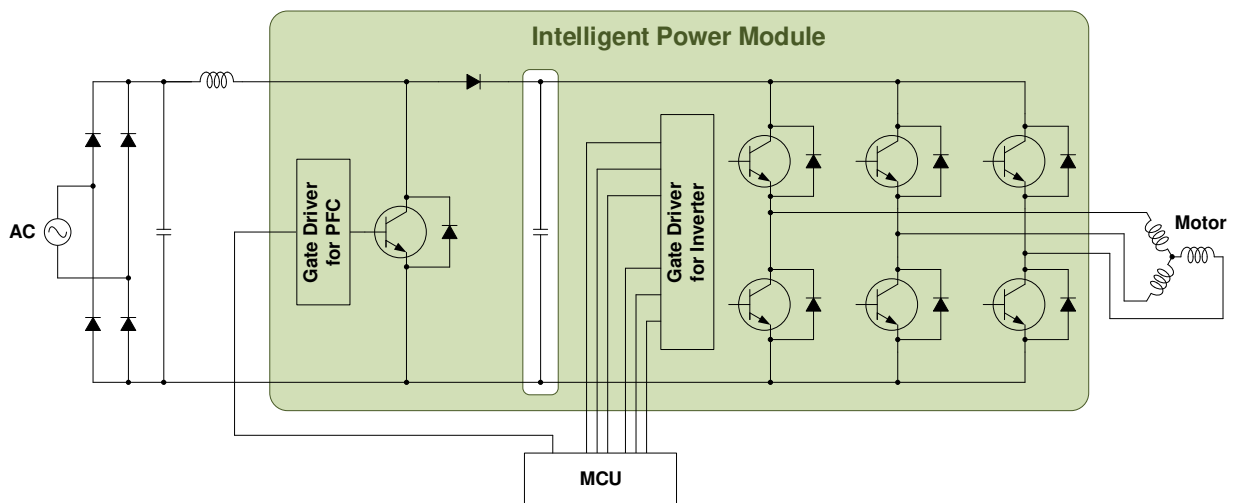 Intelligent Power Module
AC
Gate Driver
for PFC
Gate Driver
for Inverter
Motor
MCU